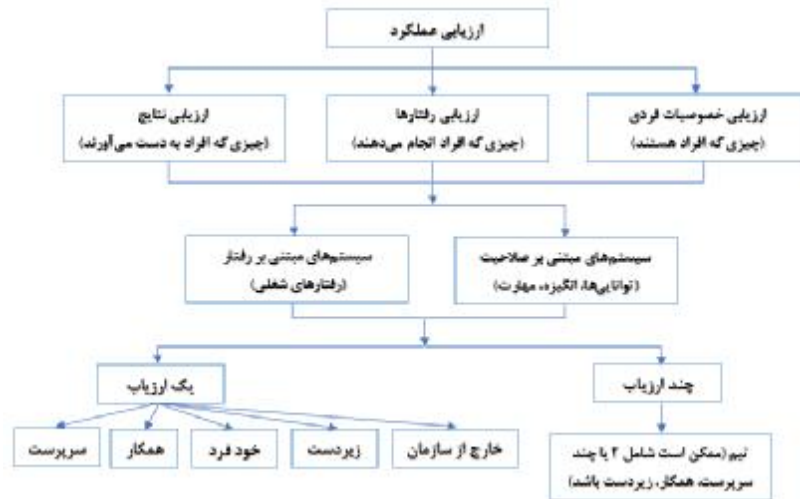 ارزیابی عملکرد
ارزیابی خصوصیات فردی
(چیزی که افراد هستند)
ارزیابی رفتارها
(چیزی که افراد انجام می‌دهند)
ارزیابی نتایج
(چیزی که افراد به دست می‌آورند)
سیستم‌های مبتنی بر صلاحیت
(توانایی‌ها، انگیزه، مهارت)
سیستم‌های مبتنی بر رفتار
(رفتارهای شغلی)
چند ارزیاب
یک ارزیاب
تیم (ممکن است شامل ۲ یا چند
سرپرست، همکار، زیردست باشد)
خارج از سازمان
زیردست
خود فرد
همکار
سرپرست